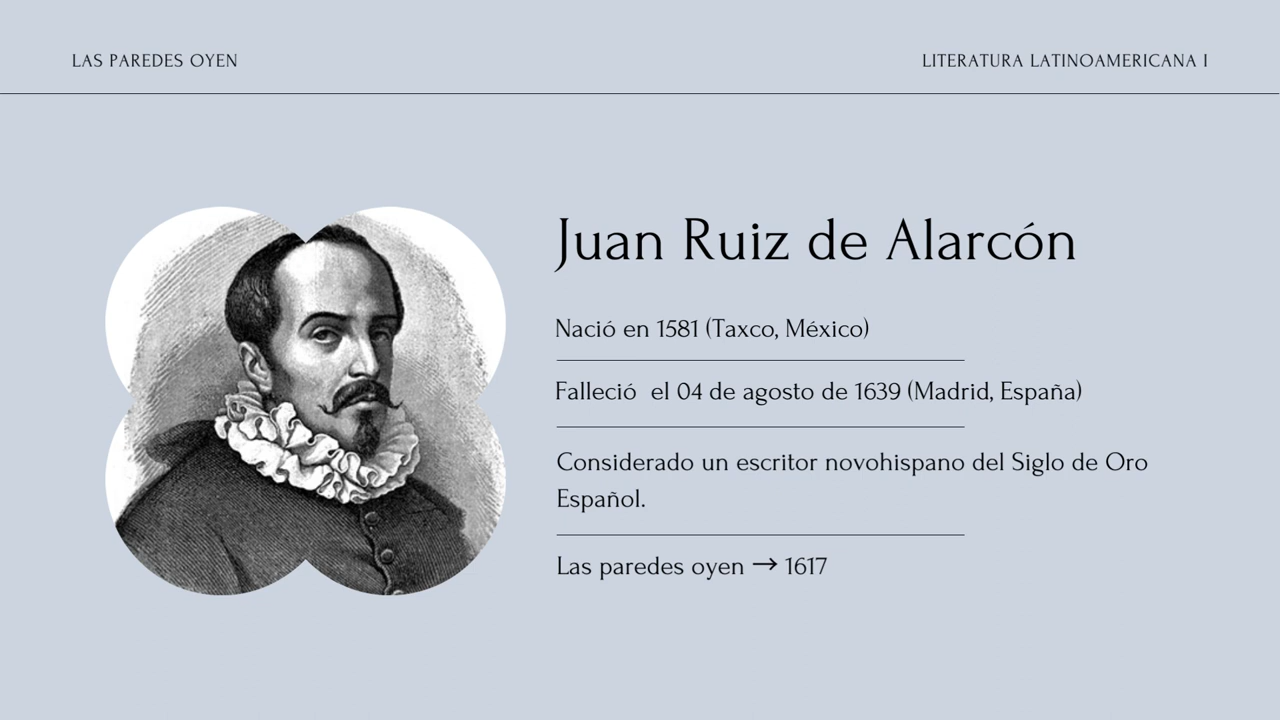 LAS PAREDES OYEN
LITERATURA LATINOAMERICANA I
Juan Ruiz de Alarcón
Nació en 1581 (Taxco, México)
Falleció  el 04 de agosto de 1639 (Madrid, España)
Considerado un escritor novohispano del Siglo de Oro
Español.
Las paredes oyen → 1617